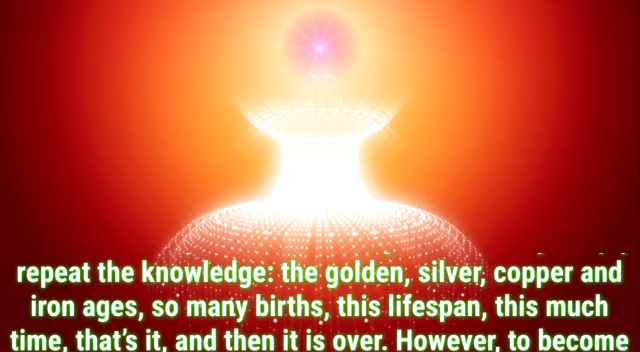 repeat the knowledge: the golden, silver, copper and
iron ages, so many births, this lifespan, this much
time, that's it, and then it is over. However, to become